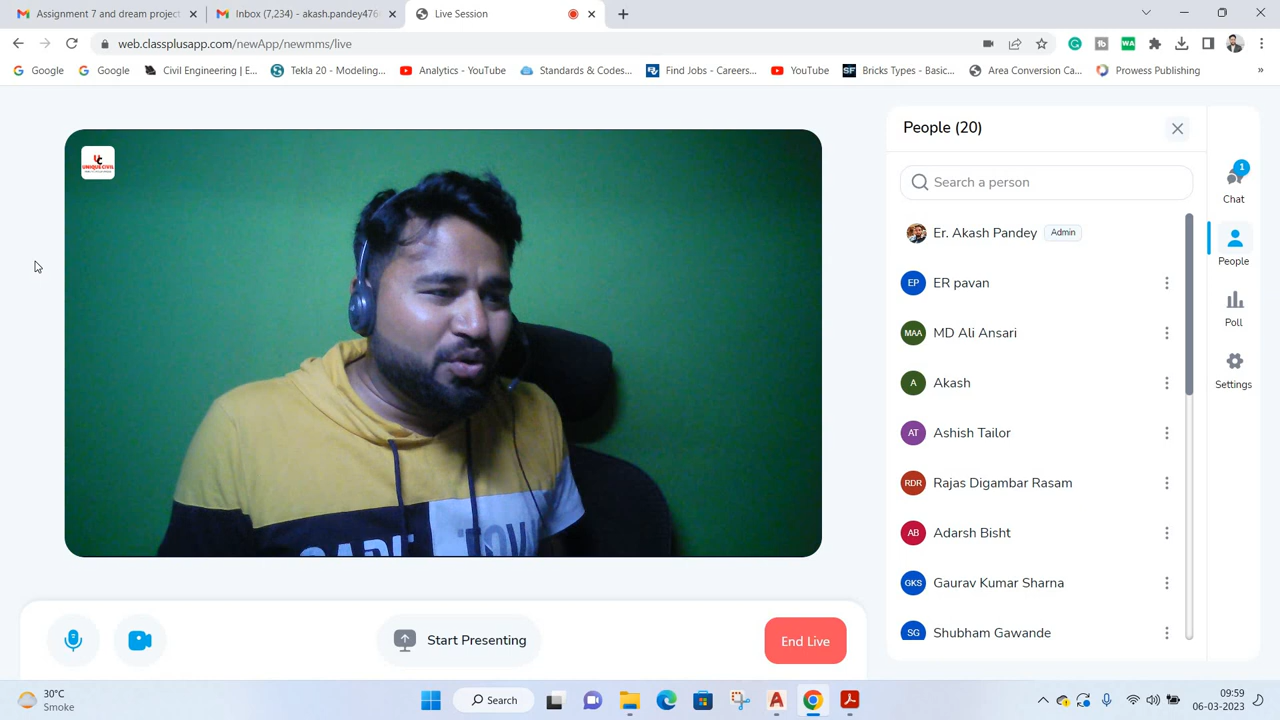 Assignment 7 and dream project
Inbox (7,234) - akash.pandey476
Live Session
web.classplusapp.com/newApp/newmms/live
Google
Google
Civil Engineering | E...
Tekla 20 - Modeling...
Analytics - YouTube
Standards & Codes...
Find Jobs - Careers...
YouTube
SF
Bricks Types - Basic...
Area Conversion Ca...
Prowess Publishing
»
UNIQUE CIVIL
People (20)
Search a person
Er. Akash Pandey Admin
EP ER pavan
MAA MD Ali Ansari
A Akash
AT Ashish Tailor
RDR Rajas Digambar Rasam
AB Adarsh Bisht
GKS Gaurav Kumar Sharna
SG Shubham Gawande
1
Chat
People
Poll
Settings
Start Presenting
End Live
30°C
Smoke
Search
09:59
06-03-2023